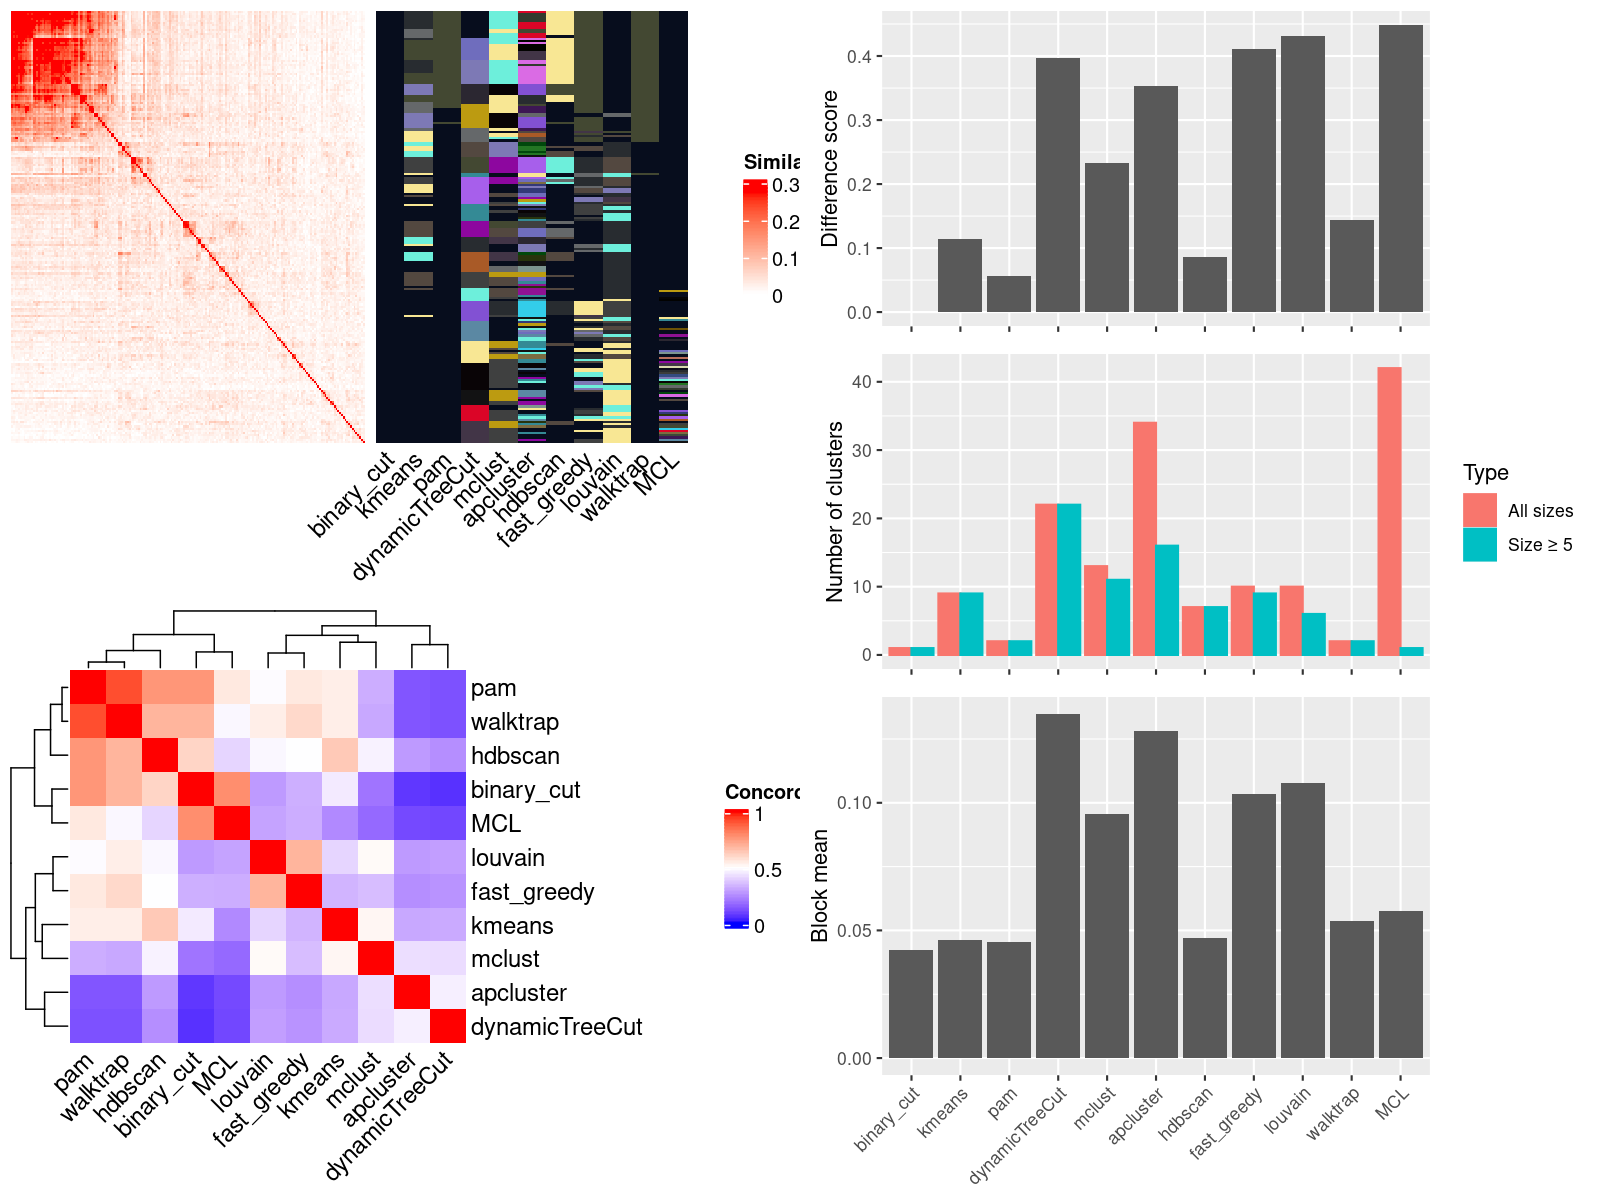 Simila
0.3
0.2
0.1
0
binary_cut
kmeans
pam
dynamicTreeCut
mclust
apcluster
hdbscan
fast_greedy
louvain
walktrap
MCL
Difference score
0.4
0.3
0.2
0.1
0.0
Number of clusters
40
30
20
10
0
Type
All sizes
Size ≥ 5
pam
walktrap
hdbscan
binary_cut
MCL
louvain
fast_greedy
kmeans
mclust
apcluster
dynamicTreeCut
pam
walktrap
hdbscan
binary_cut
MCL
louvain
fast_greedy
kmeans
mclust
apcluster
dynamicTreeCut
Concord
1
0.5
0
Block mean
0.10
0.05
0.00
binary_cut
kmeans
pam
dynamicTreeCut
mclust
apcluster
hdbscan
fast_greedy
louvain
walktrap
MCL